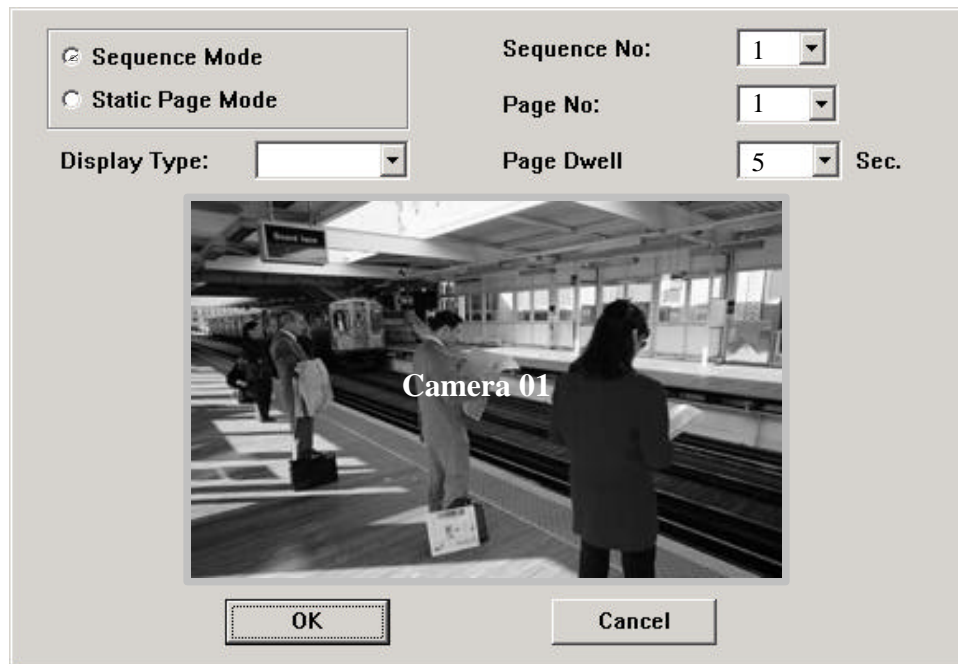 Sequence Mode
Static Page Mode
Display Type:
Sequence No: 1
Page No: 1
Page Dwell 5 Sec.
Camera 01
OK
Cancel